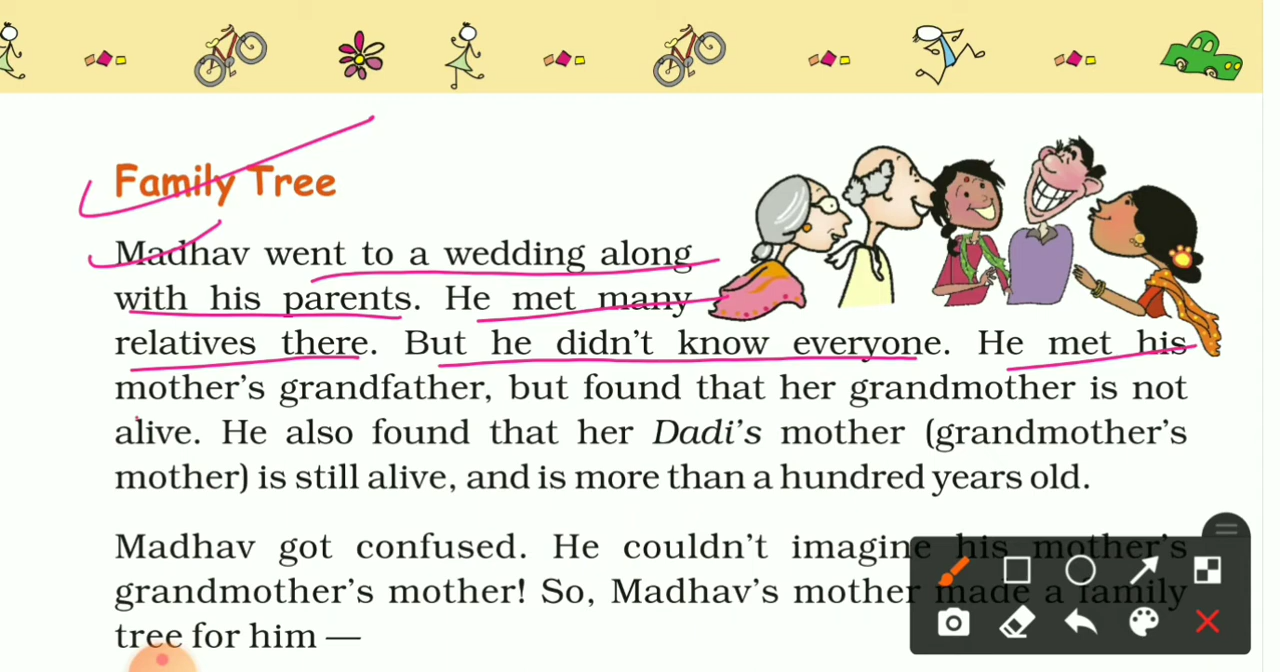 Family Tree
Madhav went to a wedding along
with his parents. He met many
relatives there. But he didn't know everyone. He met his
mother's grandfather, but found that her grandmother is not
alive. He also found that her Dadi's mother (grandmother's
mother) is still alive, and is more than a hundred years old.
Madhav got confused. He couldn't imagine his mother's
grandmother's mother! So, Madhav's mother made a family
tree for him —